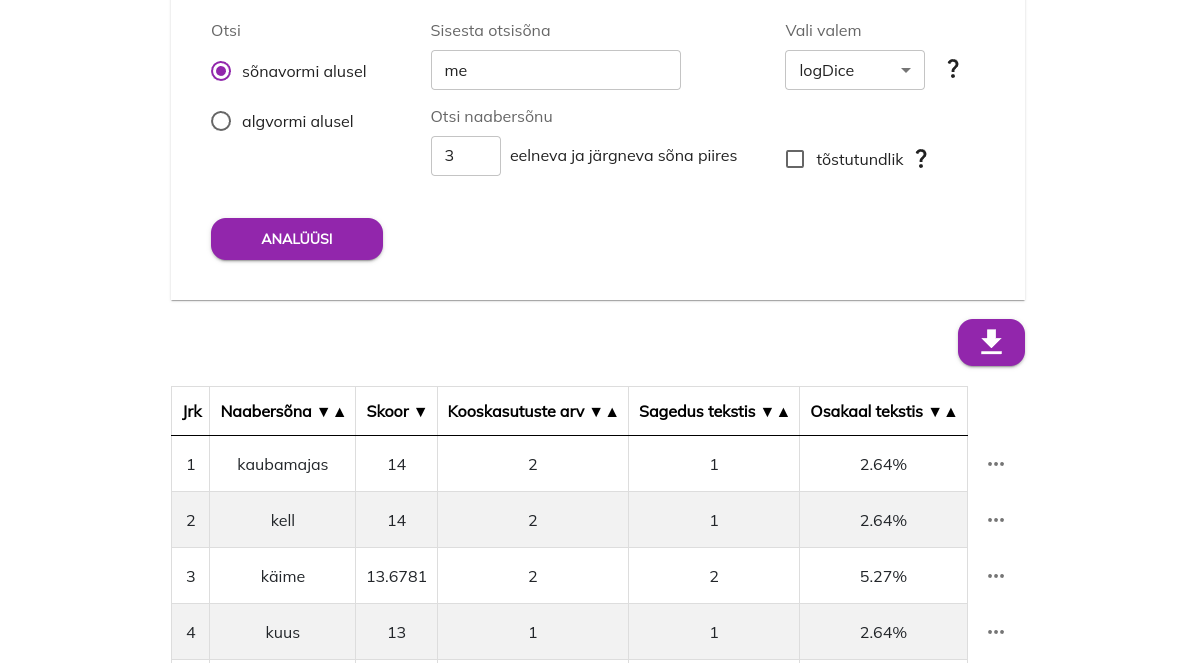 Otsi
sõnavormi alusel
algvormi alusel
Sisesta otsisõna
me
Otsi naabersõnu
3 eelneva ja järgneva sõna piires
Vali valem
logDice ?
tõstutundlik ?
ANALÜÜSI
Jrk Naabersõna ▼▲ Skoor ▼ Kooskasutuste arv ▼▲ Sagedus tekstis ▼▲ Osakaal tekstis ▼▲
1 kaubamajas 14 2 1 2.64%
2 kell 14 2 1 2.64%
3 käime 13.6781 2 2 5.27%
4 kuus 13 1 1 2.64%